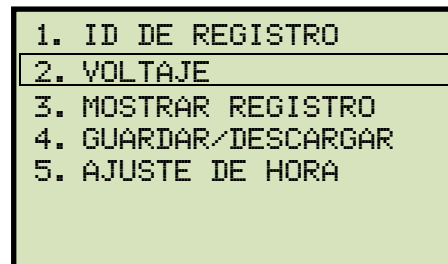 1. ID DE REGISTRO
2. VOLTAJE
3. MOSTRAR REGISTRO
4. GUARDAR/DESCARGAR
5. AJUSTE DE HORA